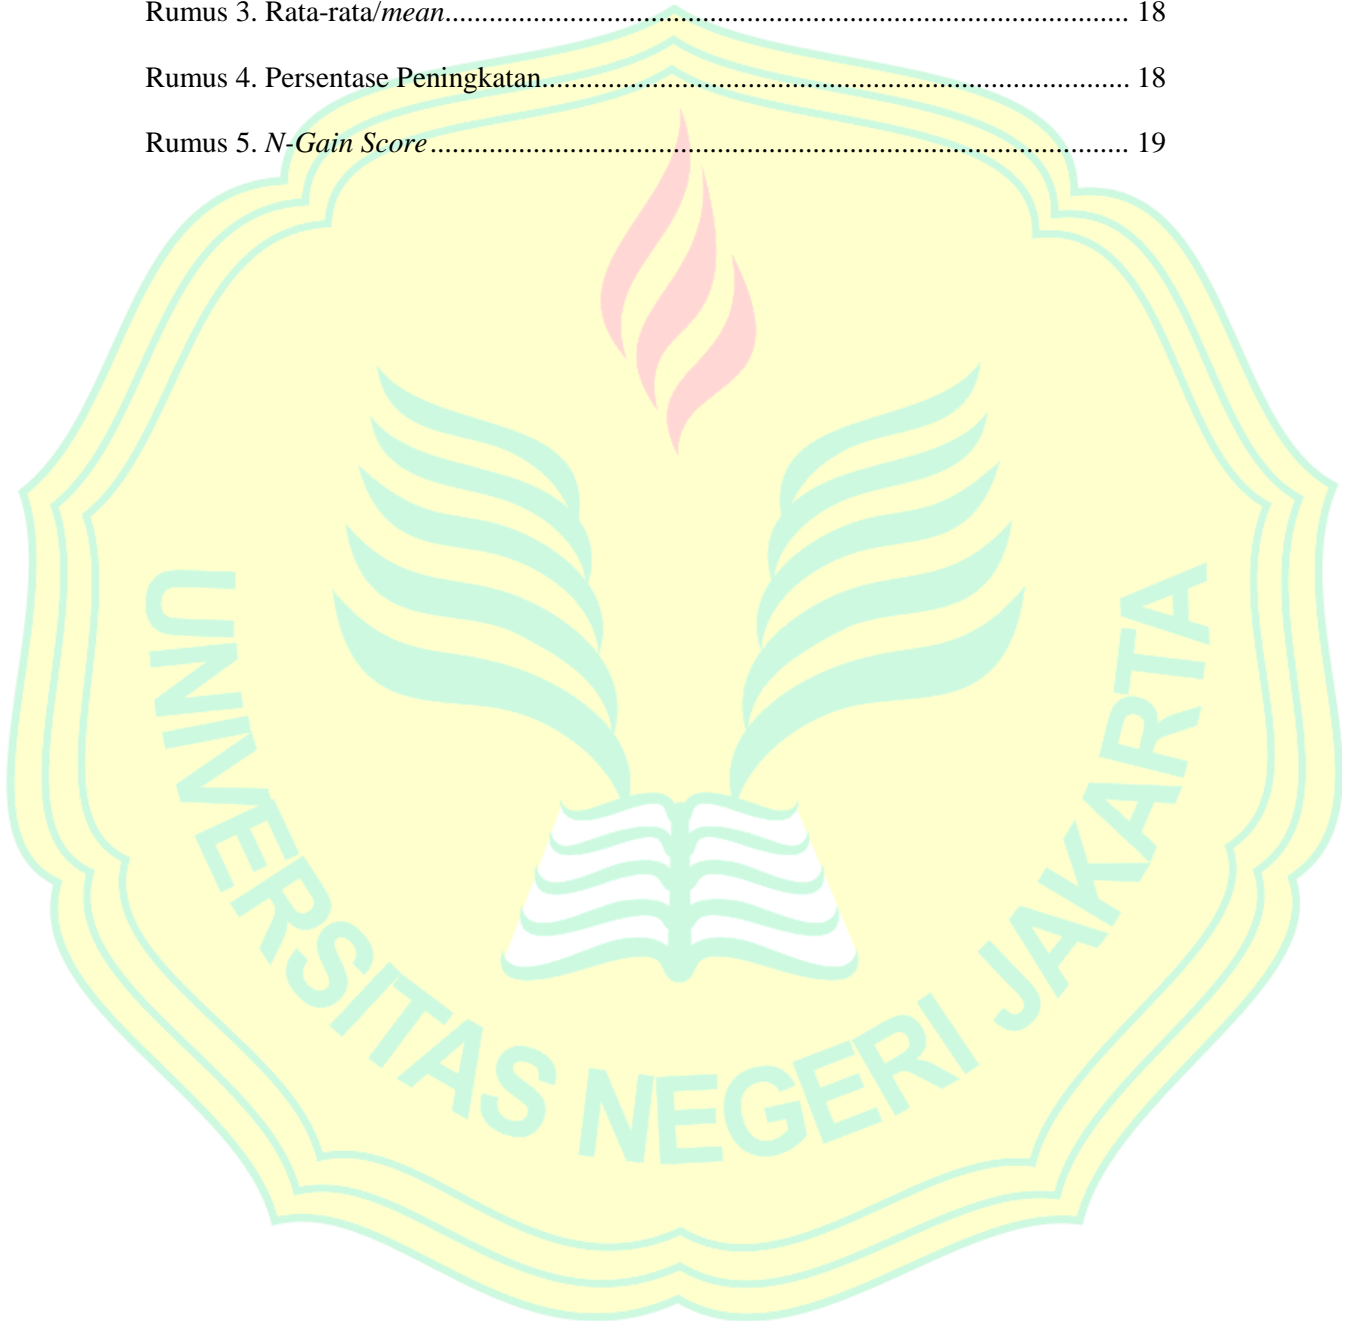 Rumus 3. Rata-rata/mean.......................................................................................... 18
Rumus 4. Persentase Peningkatan............................................................................. 18
Rumus 5. N-Gain Score............................................................................................ 19
UNIVERSITAS NEGERI JAKARTA